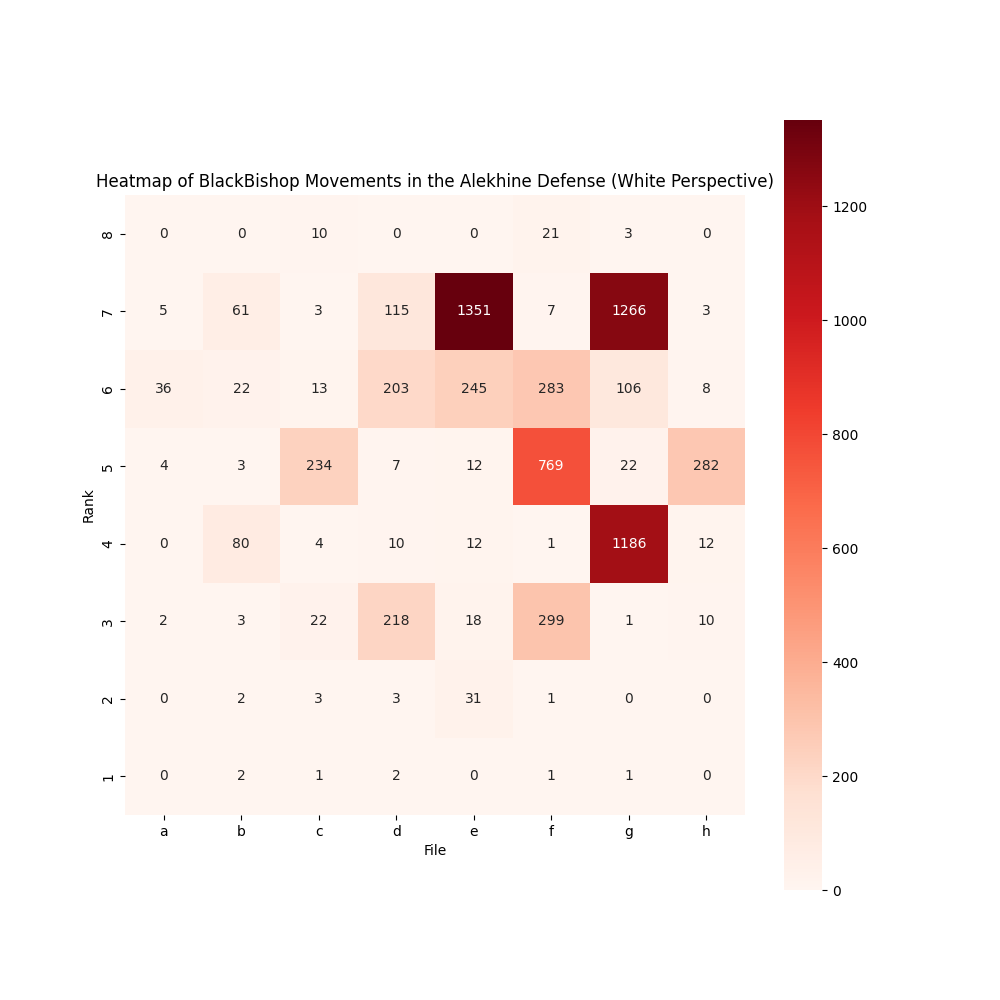 Heatmap of BlackBishop Movements in the Alekhine Defense (White Perspective)
8 0 0 10 0 0 21 3 0
7 5 61 3 115 1351 7 1266 3
6 36 22 13 203 245 283 106 8
5 4 3 234 7 12 769 22 282
4 0 80 4 10 12 1 1186 12
3 2 3 22 218 18 299 1 10
2 0 2 3 3 31 1 0 0
1 0 2 1 2 0 1 1 0
a b c d e f g h
File
Rank
1200
1000
800
600
400
200
0